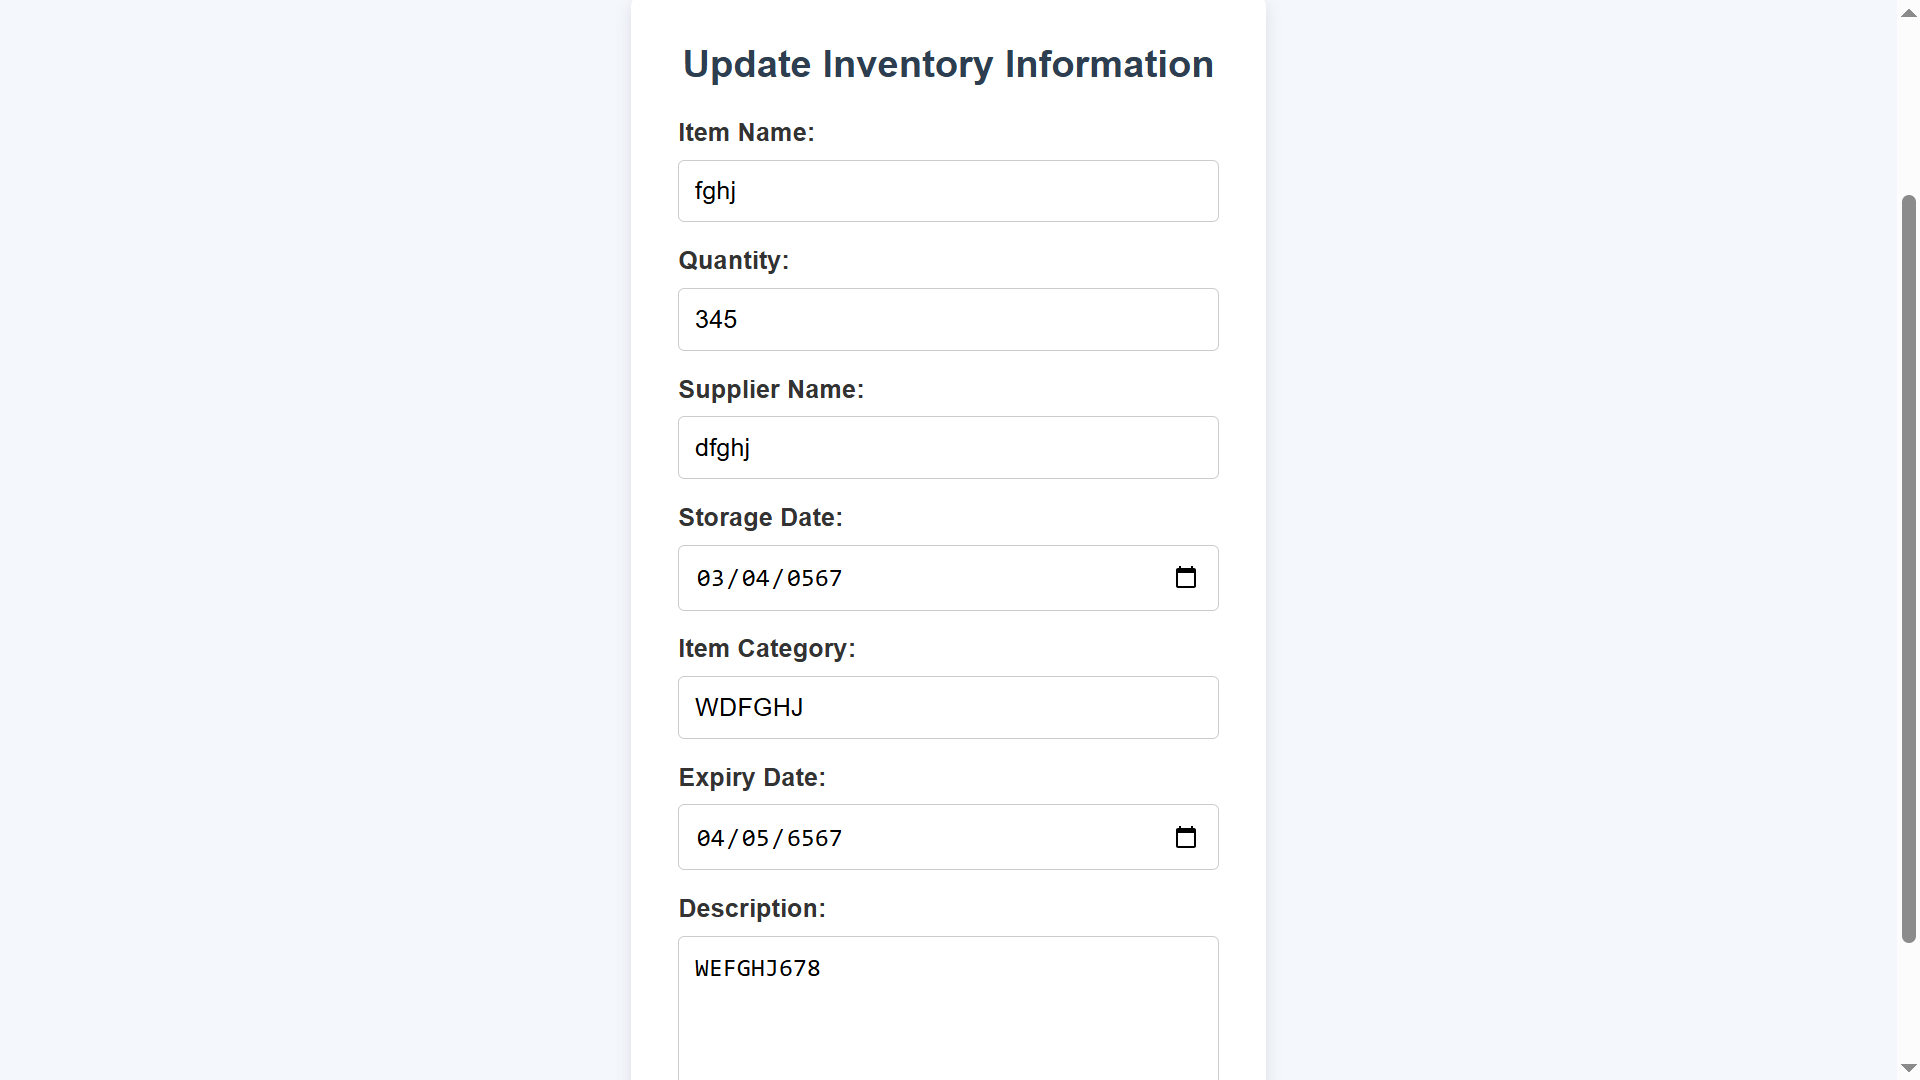 Update Inventory Information
Item Name:
fghj
Quantity:
345
Supplier Name:
dfghj
Storage Date:
03/04/0567
Item Category:
WDFGHJ
Expiry Date:
04/05/6567
Description:
WEFGHJ678